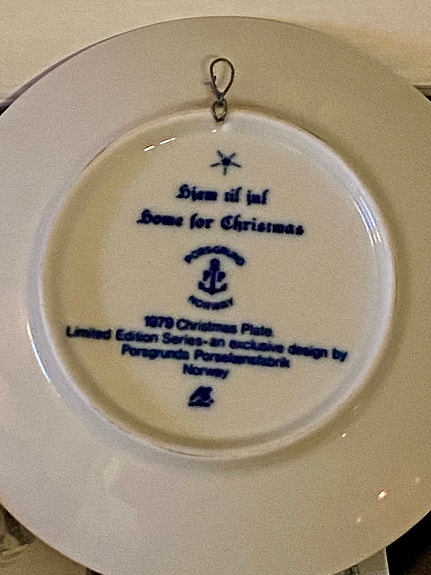 Hjem til jul
Home for Christmas
PORSGRUND
P P
NORWAY
1979 Christmas Plate
Limited Edition Series-an exclusive design by
Porsgrunds Porselænsfabrik
Norway